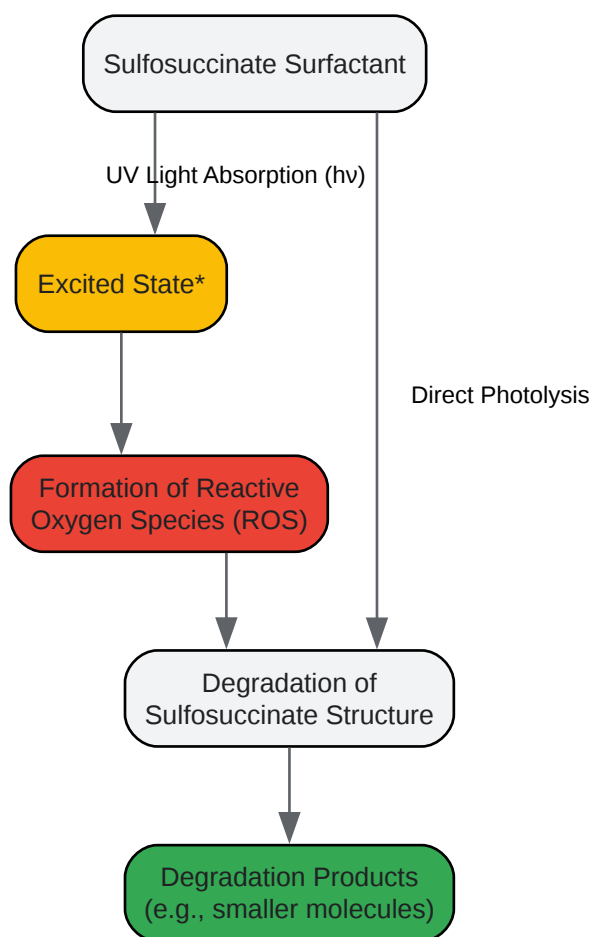 Sulfosuccinate Surfactant
UV Light Absorption (hν)
Excited State*
Direct Photolysis
Formation of Reactive
Oxygen Species (ROS)
Degradation of
Sulfosuccinate Structure
Degradation Products
(e.g., smaller molecules)